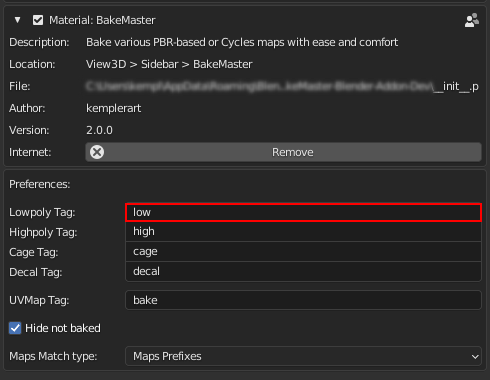 Material: BakeMaster
Description: Bake various PBR-based or Cycles maps with ease and comfort
Location: View3D > Sidebar > BakeMaster
File: \__init__.p
Author: kemplerart
Version: 2.0.0
Internet: Remove
Preferences:
Lowpoly Tag: low
Highpoly Tag: high
Cage Tag: cage
Decal Tag: decal
UVMap Tag: bake
Hide not baked
Maps Match type: Maps Prefixes